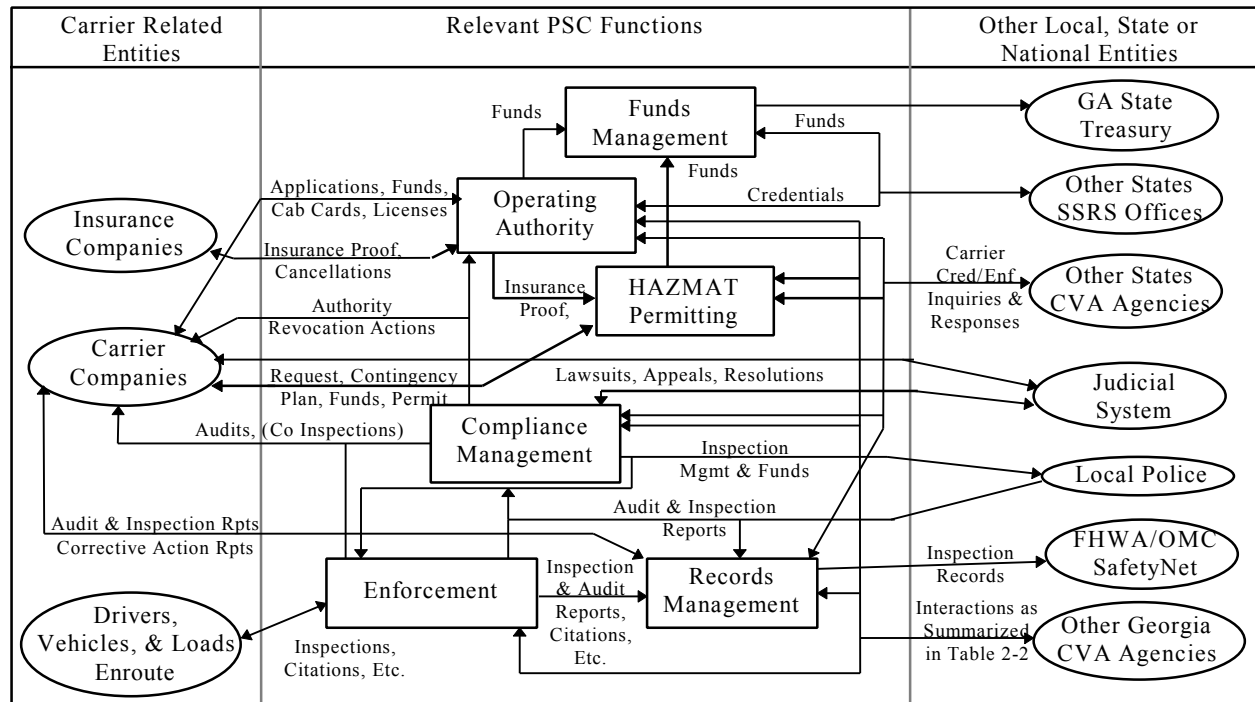 Carrier Related
Entities
Relevant PSC Functions
Other Local, State or
National Entities
Funds
Funds
Management
Funds
GA State
Treasury
Funds
Applications, Funds,
Cab Cards, Licenses
Operating
Authority
Credentials
Other States
SSRS Offices
Insurance
Companies
Insurance Proof,
Cancellations
Insurance
Proof,
HAZMAT
Permitting
Carrier
Cred/Enf
Inquiries &
Responses
Other States
CVA Agencies
Authority
Revocation Actions
Carrier
Companies
Request, Contingency
Plan, Funds, Permit
Lawsuits, Appeals, Resolutions
Judicial
System
Audits, (Co Inspections)
Compliance
Management
Inspection
Mgmt & Funds
Local Police
Audit & Inspection Rpts
Corrective Action Rpts
Audit & Inspection
Reports
Enforcement
Inspection
& Audit
Reports,
Citations,
Etc.
Records
Management
Inspection
Records
FHWA/OMC
SafetyNet
Drivers,
Vehicles, & Loads
Enroute
Inspections,
Citations, Etc.
Interactions as
Summarized
in Table 2-2
Other Georgia
CVA Agencies